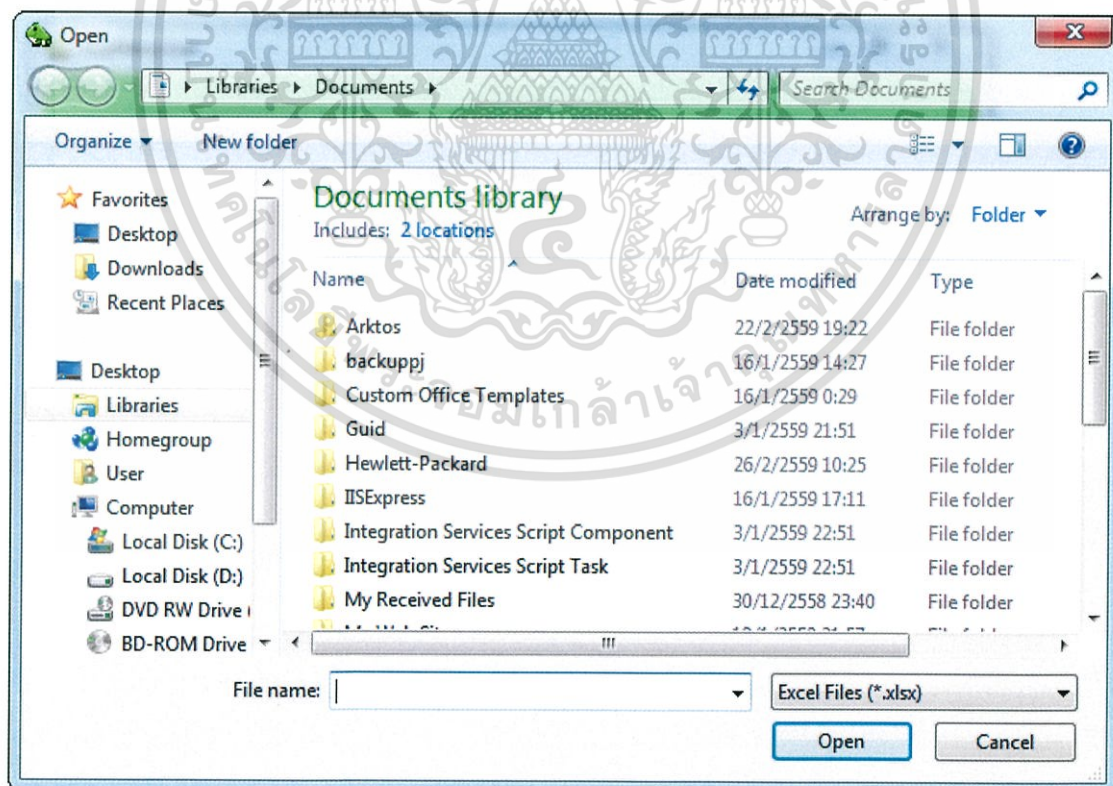 Open
Libraries Documents Search Documents
Organize New folder
Favorites
Desktop
Downloads
Recent Places
Desktop
Libraries
Homegroup
User
Computer
Local Disk (C:)
Local Disk (D:)
DVD RW Drive
BD-ROM Drive
Documents library
Includes: 2 locations
Arrange by: Folder
Name Date modified Type
Arktos 22/2/2559 19:22 File folder
backuppj 16/1/2559 14:27 File folder
Custom Office Templates 16/1/2559 0:29 File folder
Guid 3/1/2559 21:51 File folder
Hewlett-Packard 26/2/2559 10:25 File folder
IISExpress 16/1/2559 17:11 File folder
Integration Services Script Component 3/1/2559 22:51 File folder
Integration Services Script Task 3/1/2559 22:51 File folder
My Received Files 30/12/2558 23:40 File folder
File name: Excel Files (*.xlsx)
Open Cancel